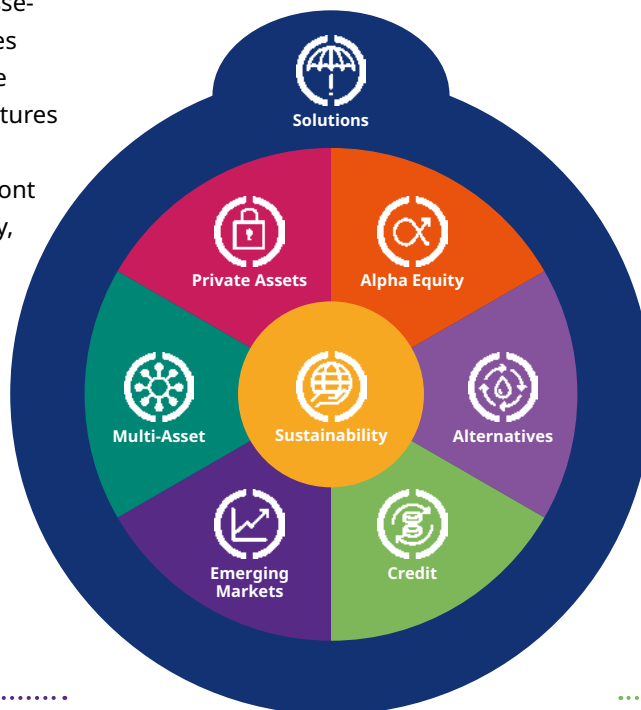 Solutions
Private Assets
Alpha Equity
Multi-Asset
Sustainability
Alternatives
Emerging
Markets
Credit